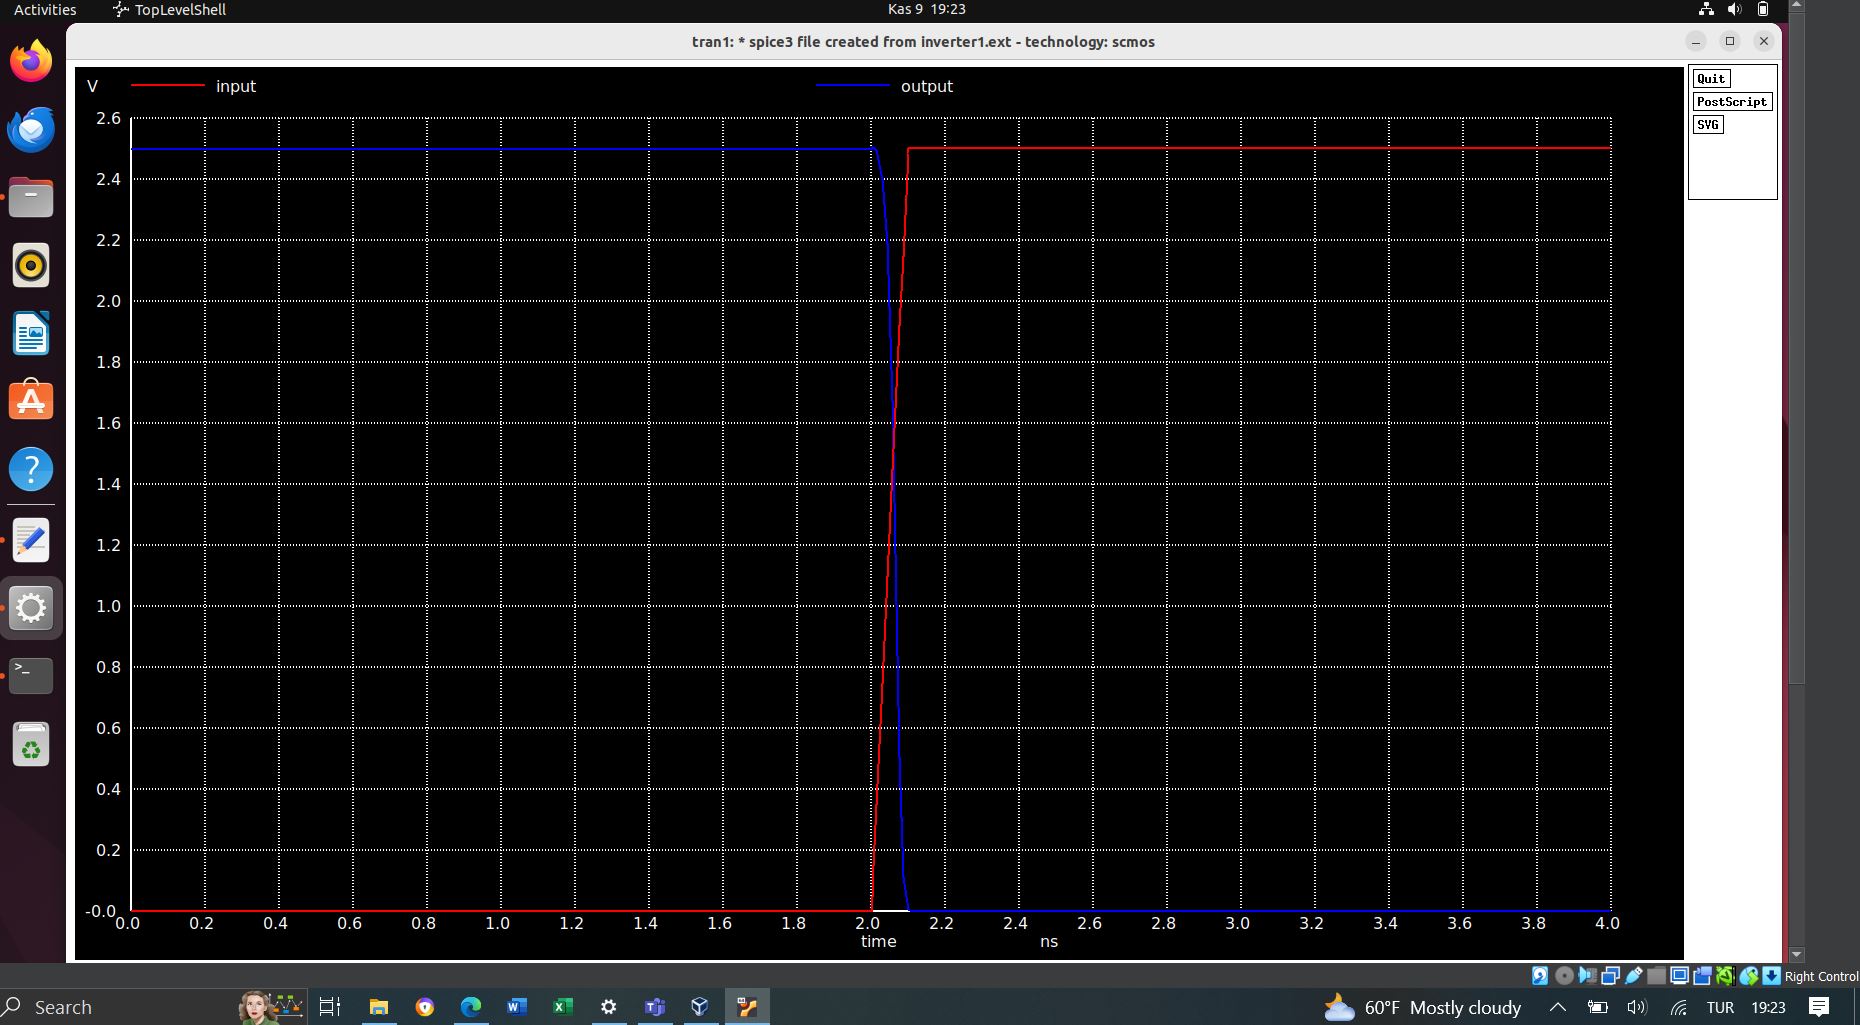 Activities TopLevelShell Kas 9 19:23
tran1: * spice3 file created from inverter1.ext - technology: scmos
V input output
Quit
PostScript
SVG
2.6
2.4
2.2
2.0
1.8
1.6
1.4
1.2
1.0
0.8
0.6
0.4
0.2
-0.0
0.0 0.2 0.4 0.6 0.8 1.0 1.2 1.4 1.6 1.8 2.0 2.2 2.4 2.6 2.8 3.0 3.2 3.4 3.6 3.8 4.0
time ns
Right Control
Search 60°F Mostly cloudy TUR 19:23